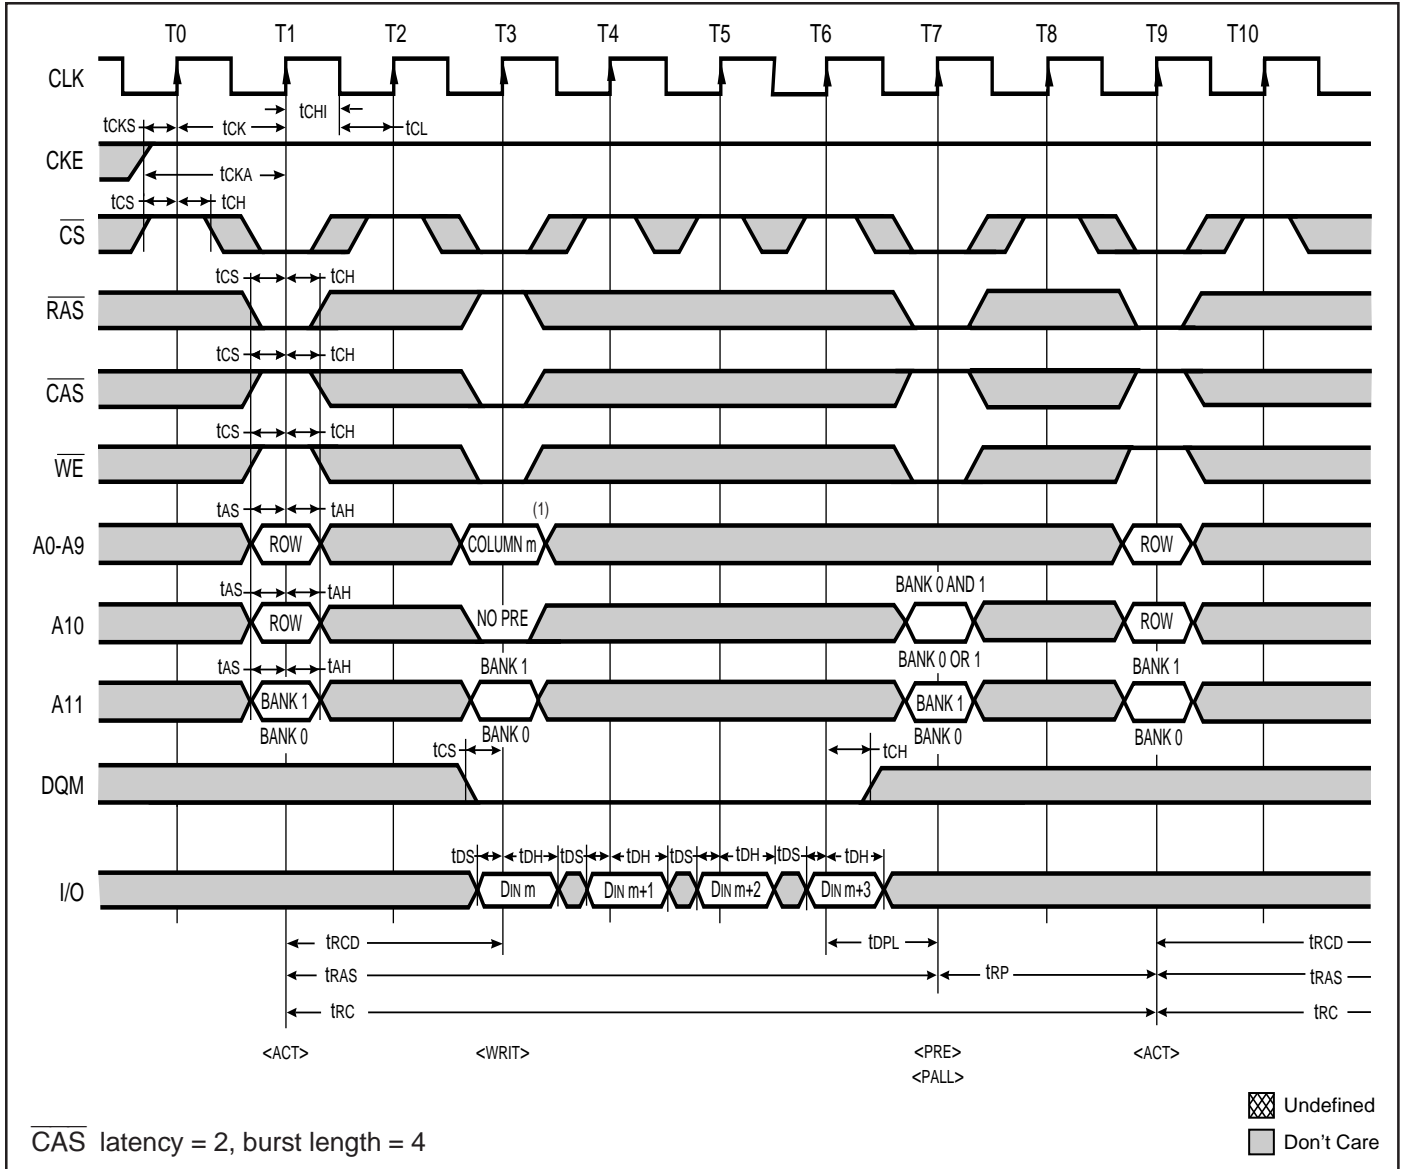 T0 T1 T2 T3 T4 T5 T6 T7 T8 T9 T10
CLK
tCHI
tCKS tCK tCL
CKE
tCKA
tCS tCH
CS
tCS tCH
RAS
tCS tCH
CAS
tCS tCH
WE
tAS tAH (1)
A0-A9 ROW COLUMN m ROW
tAS tAH BANK 0 AND 1
A10 ROW NO PRE ROW
tAS tAH BANK 1 BANK 0 OR 1 BANK 1
A11 BANK 1 BANK 1
BANK 0 BANK 0 BANK 0 BANK 0
tCS tCH
DQM
tDS tDH tDS tDH tDS tDH tDS tDH
I/O DIN m DIN m+1 DIN m+2 DIN m+3
tRCD tDPL tRCD
tRAS tRP tRAS
tRC tRC
<ACT> <WRIT> <PRE> <ACT>
<PALL>
Undefined
CAS latency = 2, burst length = 4 Don't Care